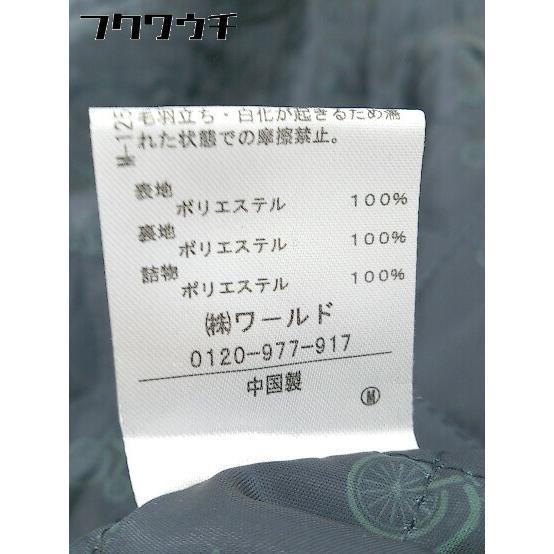 フクワウチ
M-125
毛羽立ち・白化が起きるため濡
れた状態での摩擦禁止。
表地
ポリエステル 100%
裏地
ポリエステル 100%
詰物
ポリエステル 100%
㈱ワールド
0120-977-917
中国製
Ⓜ